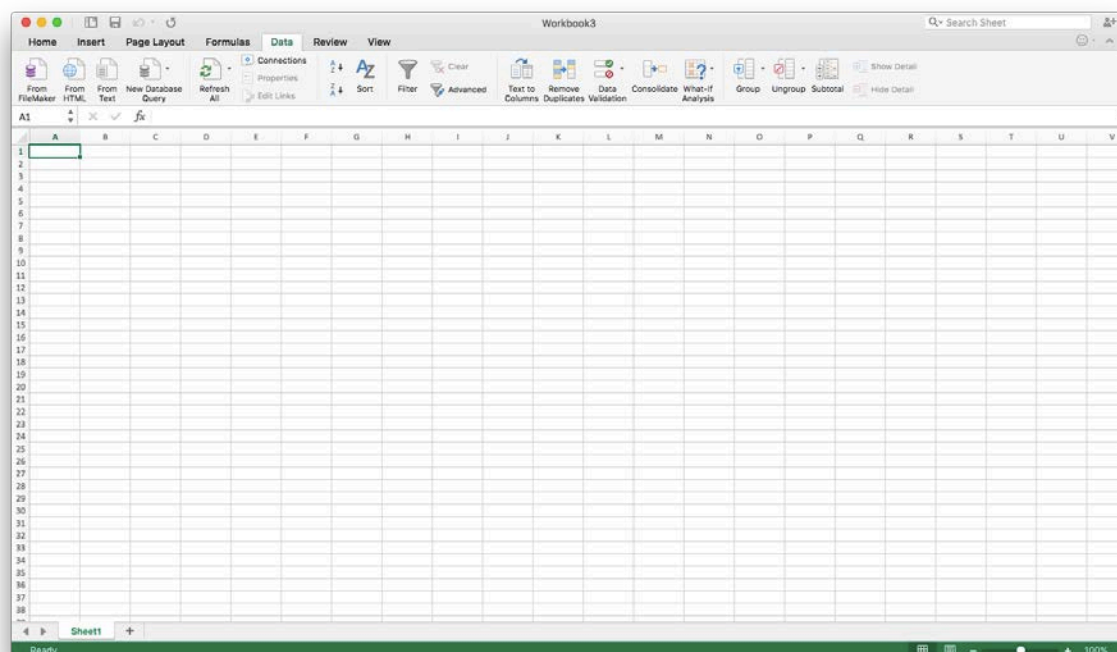 Workbook3
Search Sheet
Home Insert Page Layout Formulas Data Review View
From FileMaker
From HTML
From Text
New Database Query
Refresh All
Connections
Properties
Edit Links
A Z
Z A
AZ
Sort
Filter
Clear
Advanced
Text to Columns
Remove Duplicates
Data Validation
Consolidate
What-If Analysis
Group
Ungroup
Subtotal
Show Detail
Hide Detail
A1 fx
A B C D E F G H I J K L M N O P Q R S T U V
1
2
3
4
5
6
7
8
9
10
11
12
13
14
15
16
17
18
19
20
21
22
23
24
25
26
27
28
29
30
31
32
33
34
35
36
37
38
Sheet1 +
Ready 100%